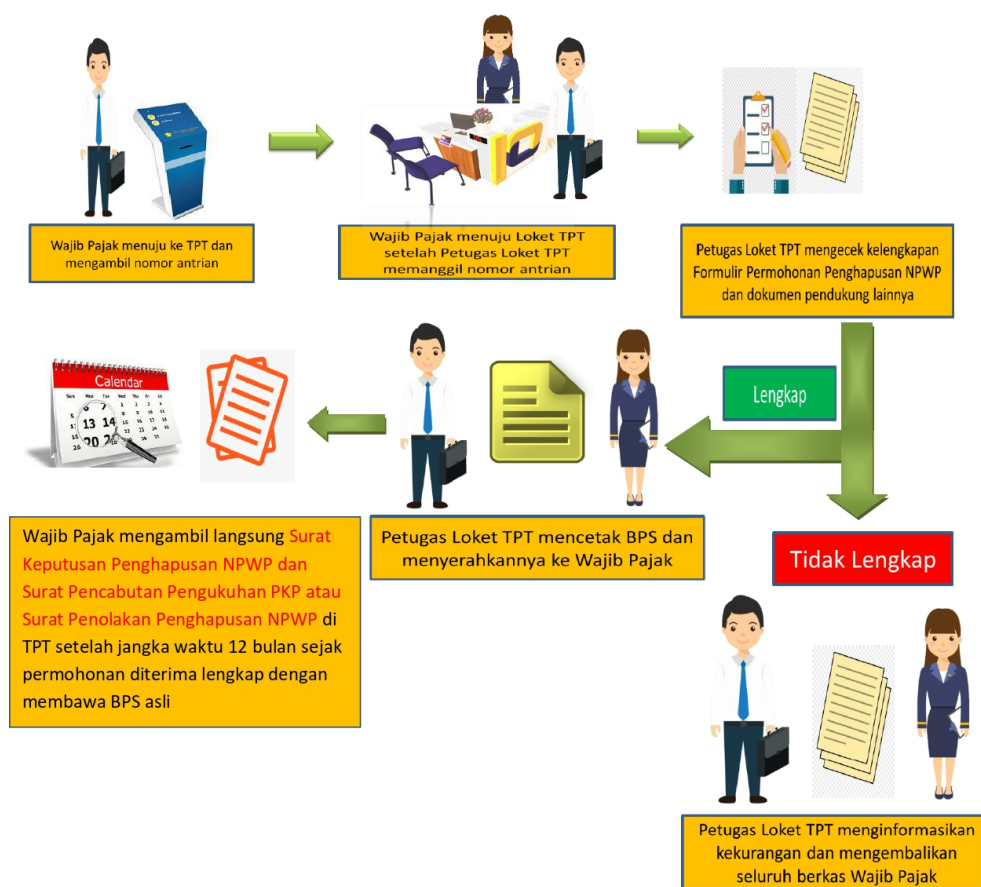 Wajib Pajak menuju ke TPT dan
mengambil nomor antrian
Wajib Pajak menuju Loket TPT
setelah Petugas Loket TPT
memanggil nomor antrian
Petugas Loket TPT mengecek kelengkapan
Formulir Permohonan Penghapusan NPWP
dan dokumen pendukung lainnya
Lengkap
Tidak Lengkap
Petugas Loket TPT mencetak BPS dan
menyerahkannya ke Wajib Pajak
Calendar
13 14
20
Wajib Pajak mengambil langsung Surat
Keputusan Penghapusan NPWP dan
Surat Pencabutan Pengukuhan PKP atau
Surat Penolakan Penghapusan NPWP di
TPT setelah jangka waktu 12 bulan sejak
permohonan diterima lengkap dengan
membawa BPS asli
Petugas Loket TPT menginformasikan
kekurangan dan mengembalikan
seluruh berkas Wajib Pajak